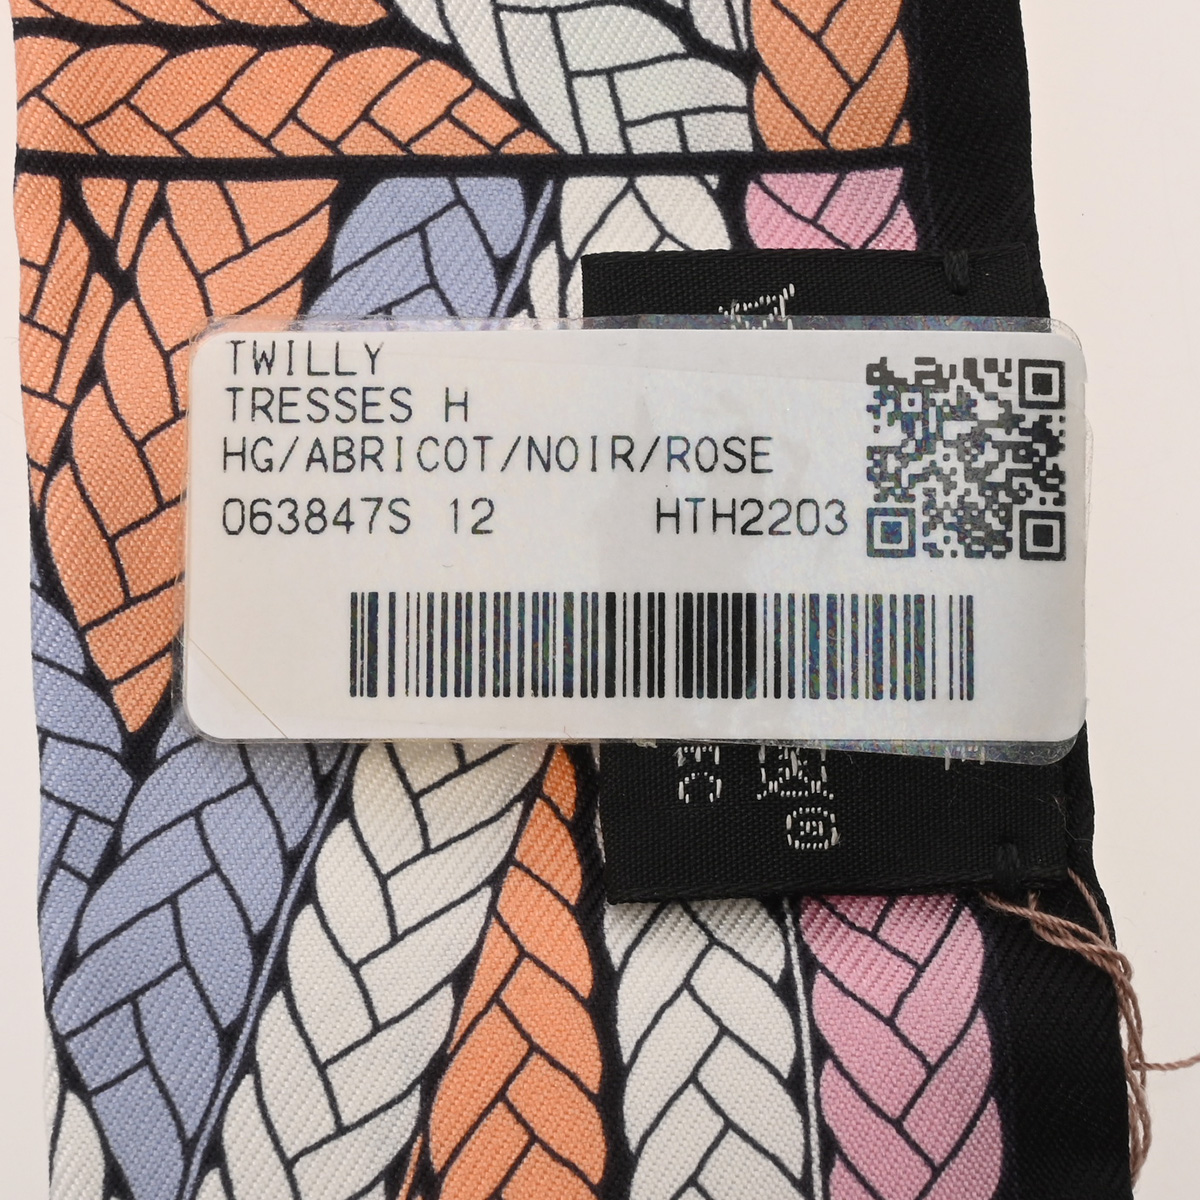 TWILLY
TRESSES H
HG/ABRICOT/NOIR/ROSE
063847S 12 HTH2203